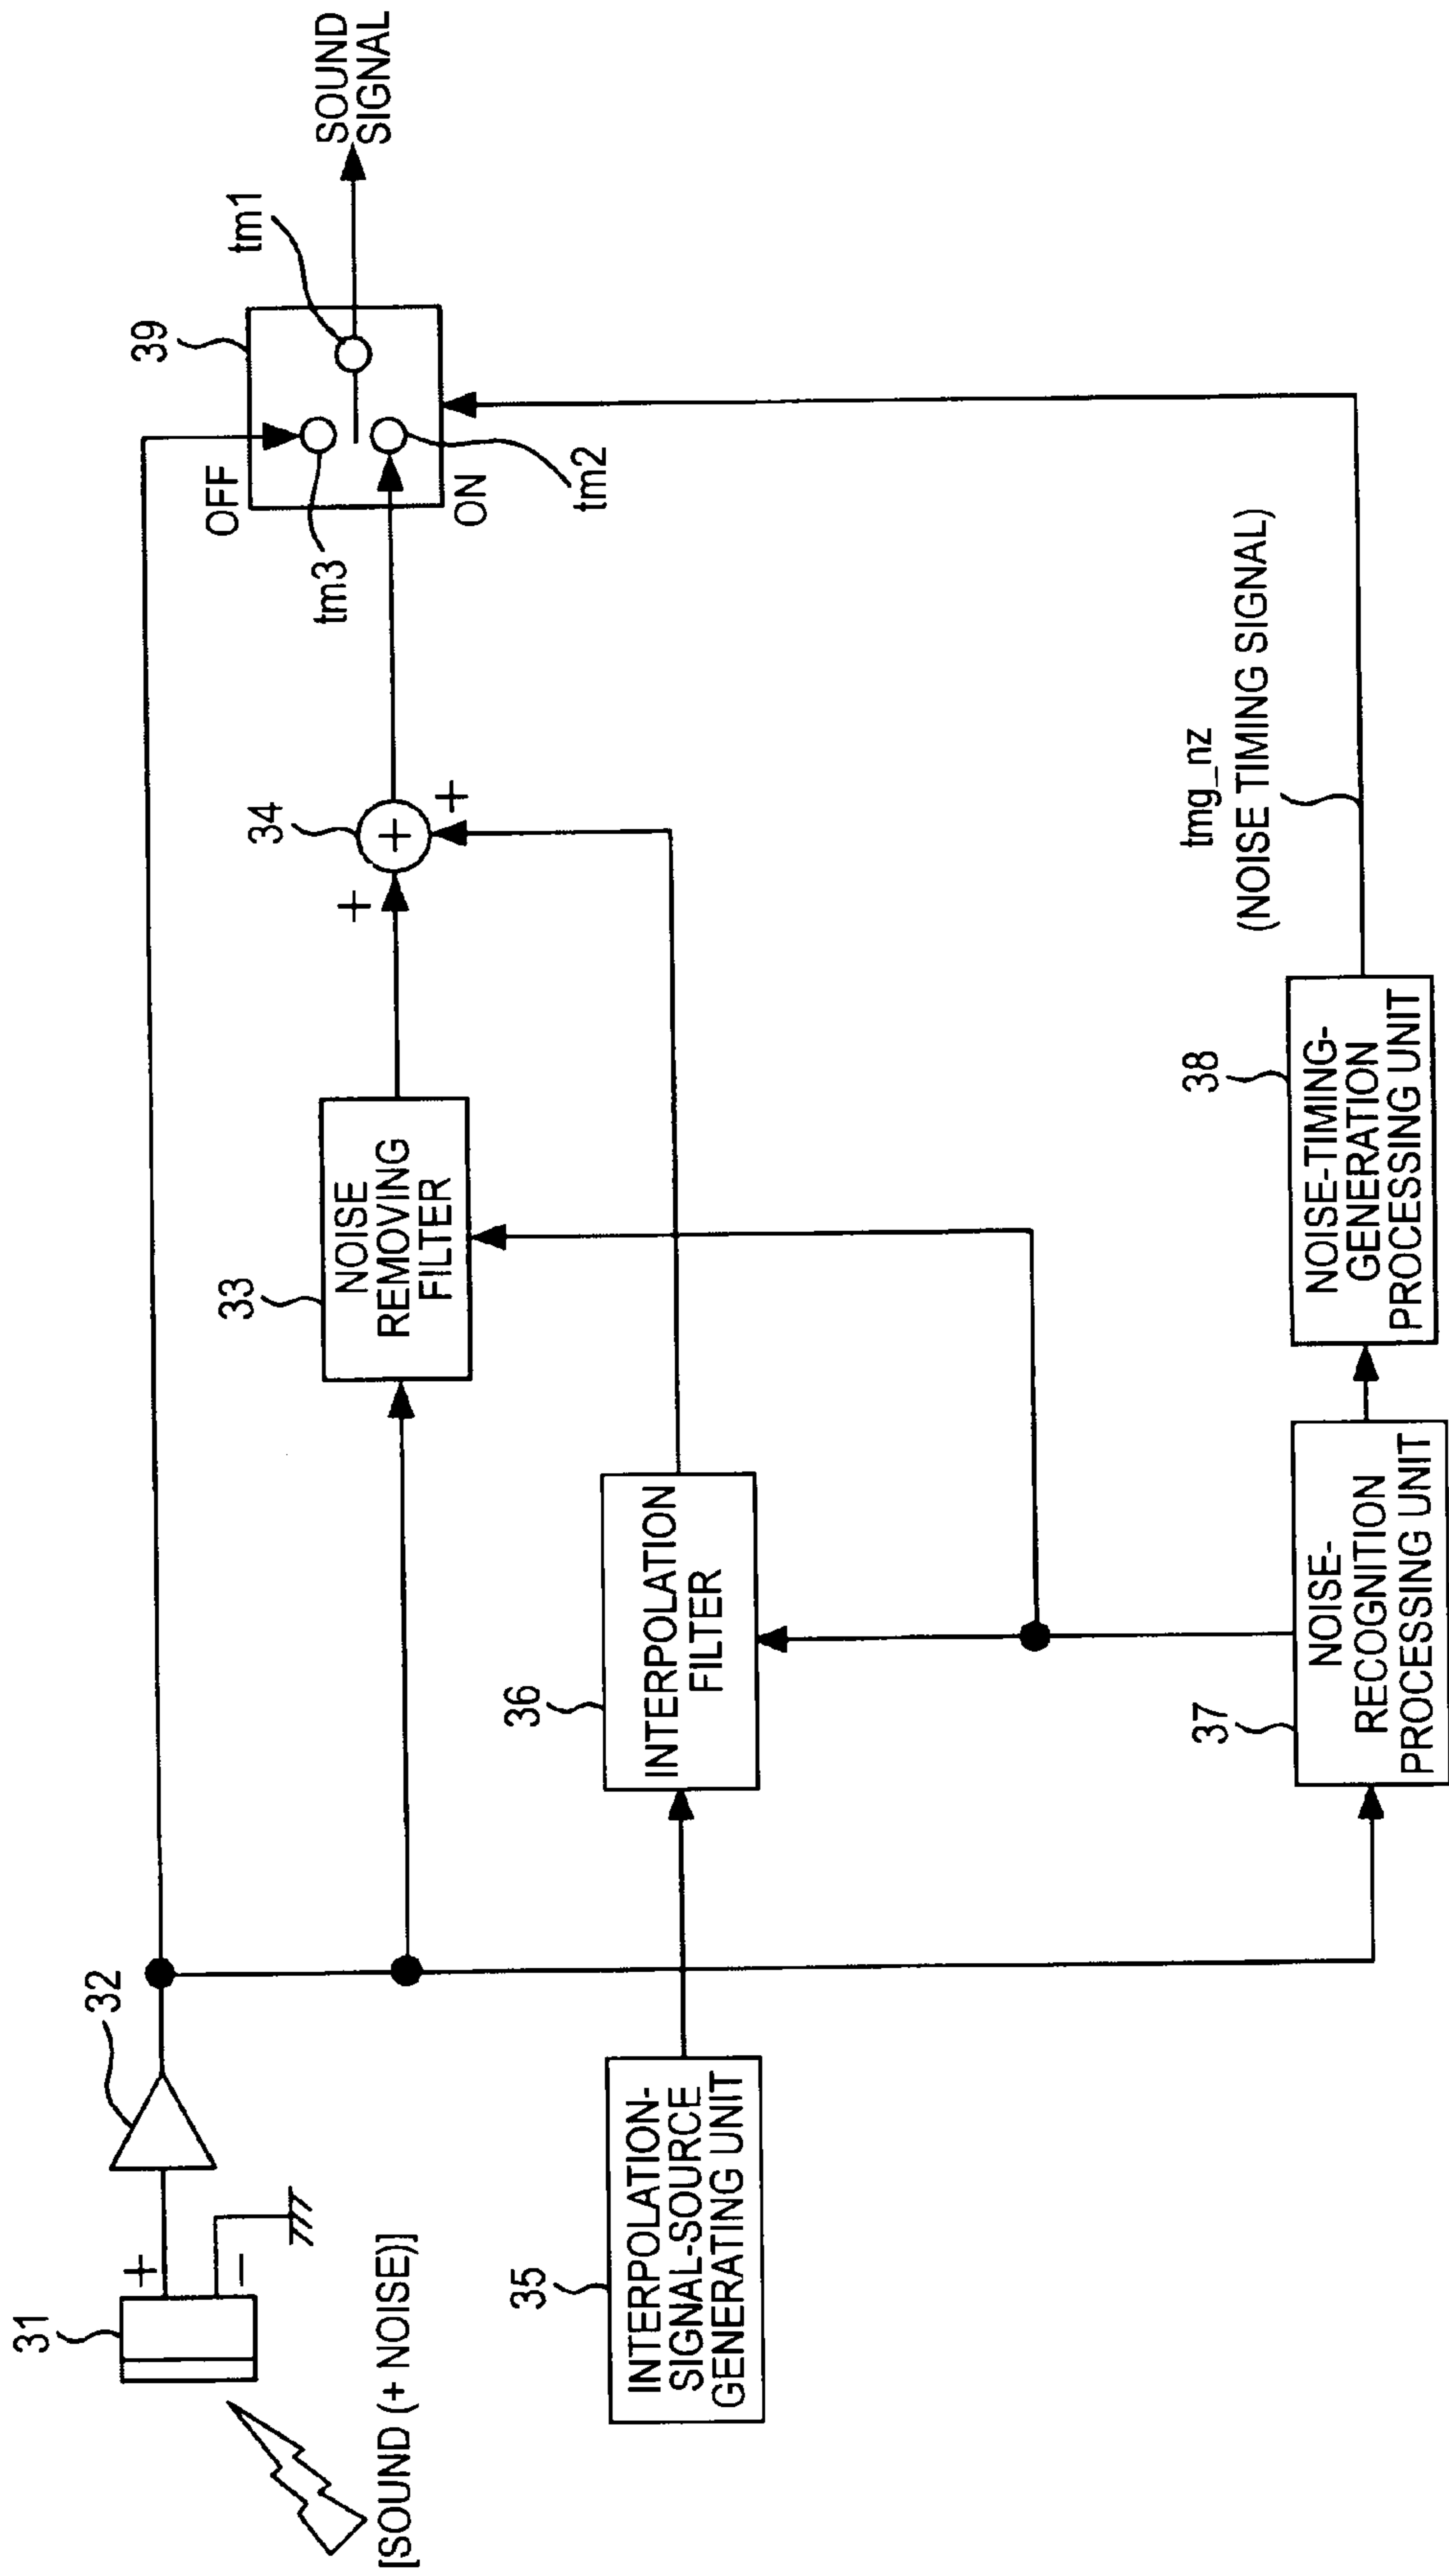 31
+
−
32
[SOUND (+ NOISE)]
OFF
39
tm1
SOUND
SIGNAL
tm3
ON
tm2
33
NOISE
REMOVING
FILTER
+
34
+
+
35
INTERPOLATION-
SIGNAL-SOURCE
GENERATING UNIT
36
INTERPOLATION
FILTER
37
NOISE-
RECOGNITION
PROCESSING UNIT
38
NOISE-TIMING-
GENERATION
PROCESSING UNIT
tmg_nz
(NOISE TIMING SIGNAL)